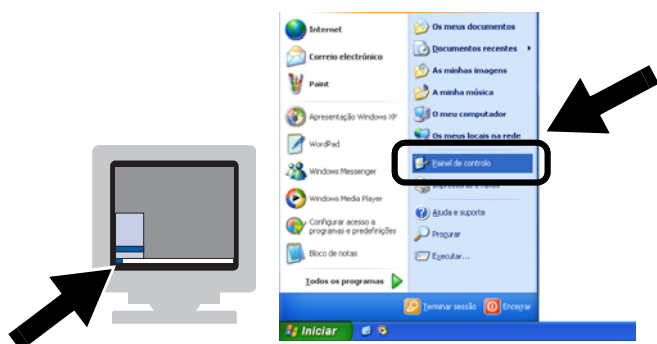 Internet
Correio electrónico
Paint
Apresentação Windows XP
WordPad
Windows Messenger
Windows Media Player
Configurar acesso a
programas e predefinições
Bloco de notas
Todos os programas
Os meus documentos
Documentos recentes
As minhas imagens
A minha música
O meu computador
Os meus locais na rede
Painel de controlo
Impressoras e faxes
Ajuda e suporte
Procurar
Executar...
Terminar sessão
Encerrar
Iniciar